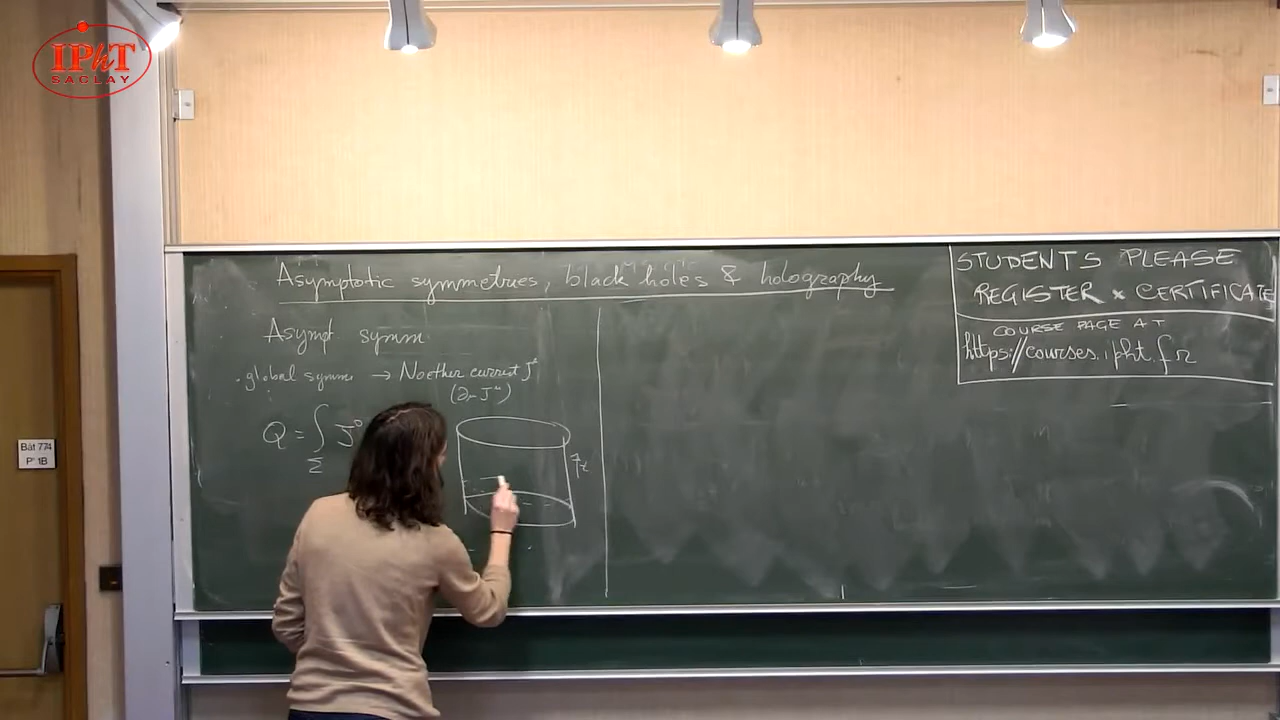 IPhT
SACLAY
Asymptotic symmetries, black holes & holography
Asympt. symm.
. global symm → Noether current J^μ
(∂_μ J^μ)
Q = ∫_Σ J^0
t
STUDENTS PLEASE
REGISTER x CERTIFICATE
COURSE PAGE AT
https://courses.ipht.fr
Bât 774
P 1B